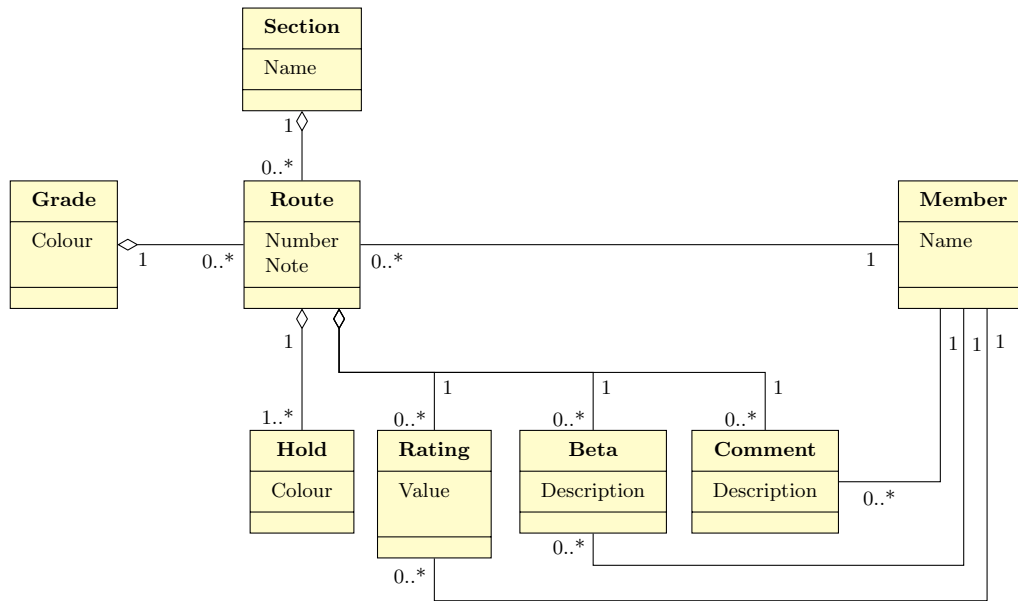 Section
Name
1
0..*
Grade
Colour
1
0..*
Route
Number
Note
0..*
1
Member
Name
1
1..*
1
1
1
0..*
1
0..*
1
0..*
1
Hold
Colour
Rating
Value
Beta
Description
Comment
Description
0..*
0..*
0..*